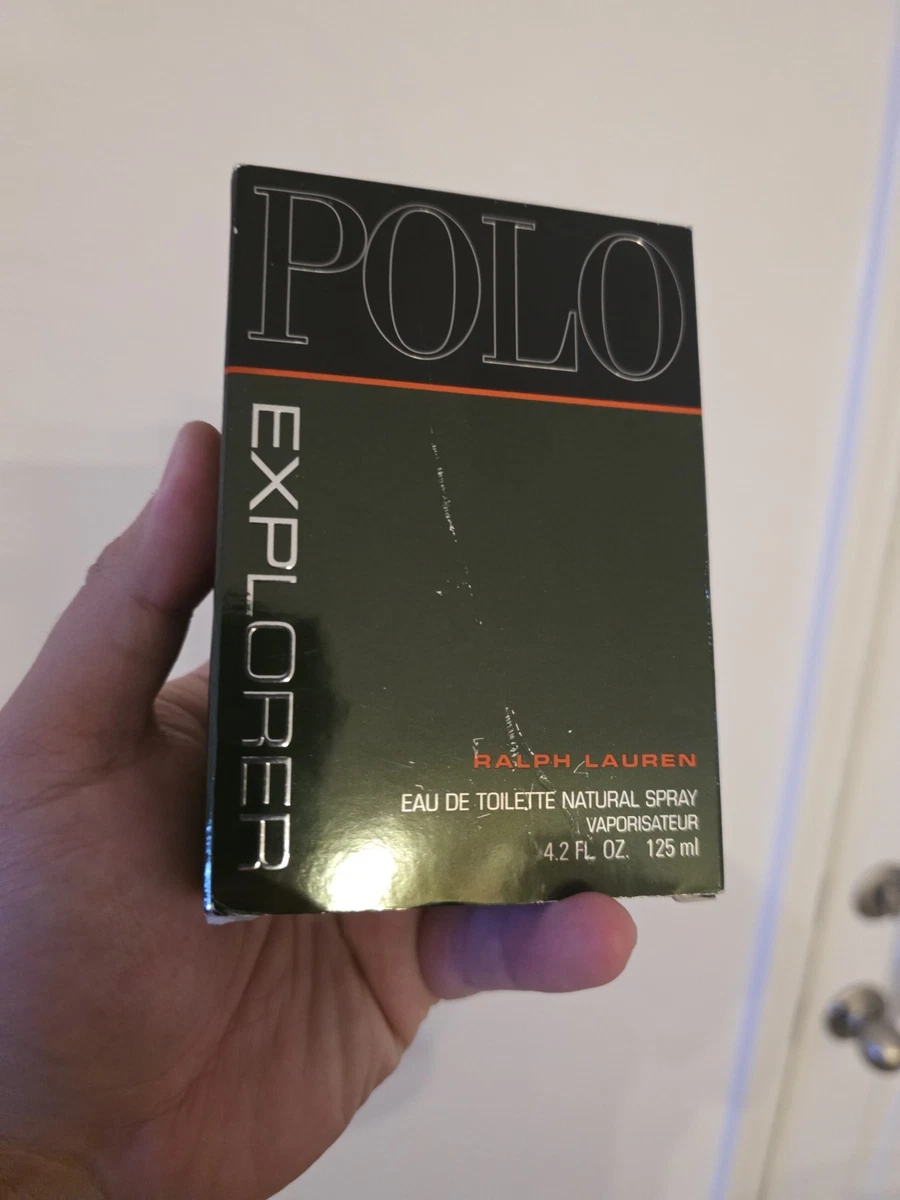 POLO
EXPLORER
RALPH LAUREN
EAU DE TOILETTE NATURAL SPRAY
VAPORISATEUR
4.2 FL. OZ. 125 ml